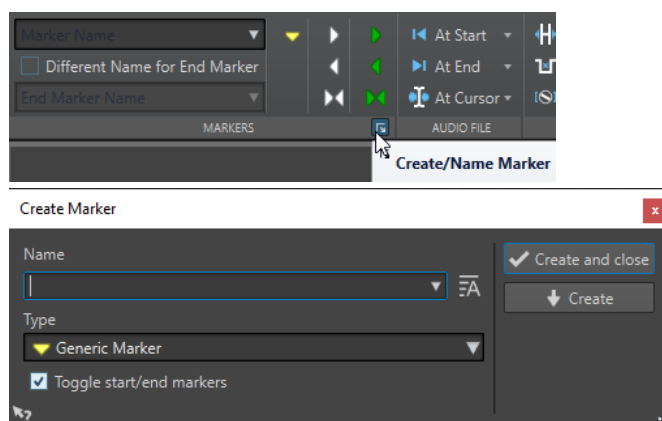 Marker Name
At Start
Different Name for End Marker
At End
End Marker Name
At Cursor
MARKERS
AUDIO FILE
Create/Name Marker
Create Marker
Name
Create and close
Create
Type
Generic Marker
Toggle start/end markers